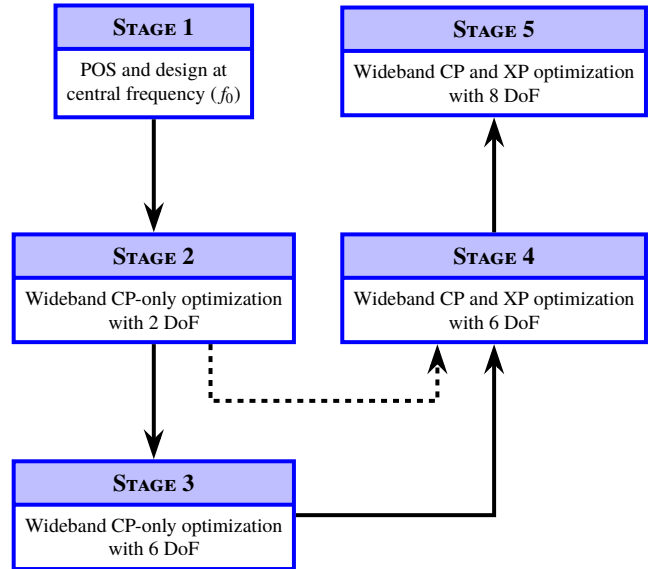 STAGE 1
POS and design at
central frequency (f₀)
STAGE 2
Wideband CP-only optimization
with 2 DoF
STAGE 3
Wideband CP-only optimization
with 6 DoF
STAGE 4
Wideband CP and XP optimization
with 6 DoF
STAGE 5
Wideband CP and XP optimization
with 8 DoF